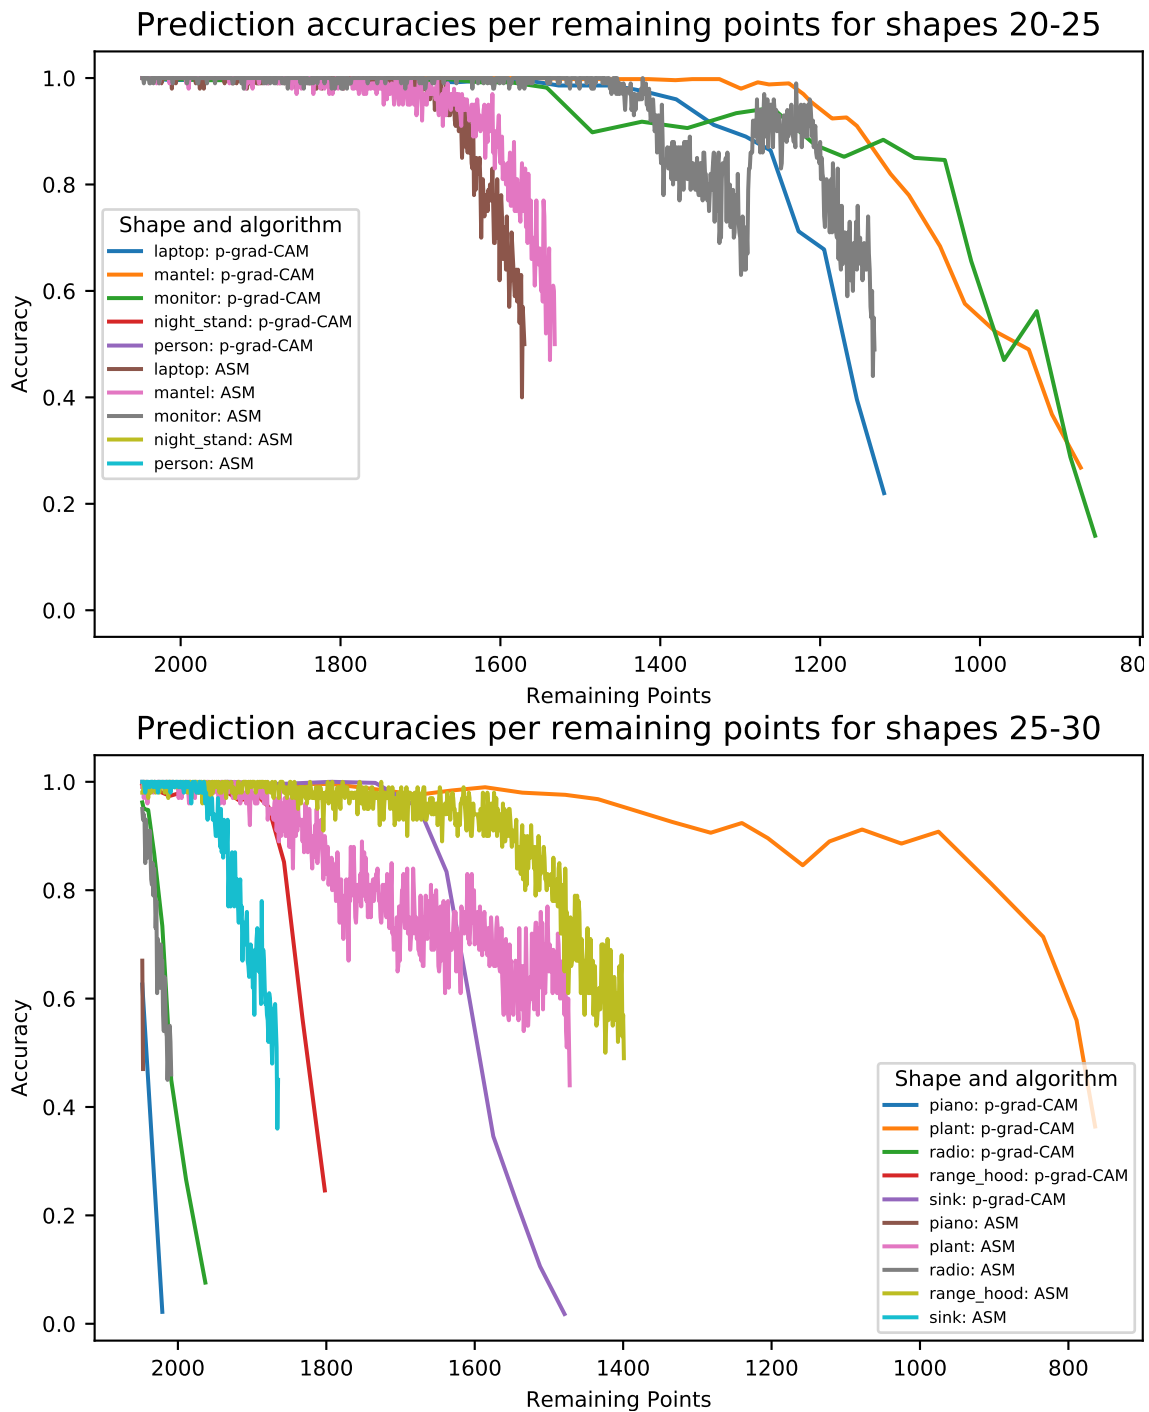 Prediction accuracies per remaining points for shapes 20-25
1.0
0.8
0.6
0.4
0.2
0.0
Accuracy
Shape and algorithm
laptop: p-grad-CAM
mantel: p-grad-CAM
monitor: p-grad-CAM
night_stand: p-grad-CAM
person: p-grad-CAM
laptop: ASM
mantel: ASM
monitor: ASM
night_stand: ASM
person: ASM
2000 1800 1600 1400 1200 1000 80
Remaining Points
Prediction accuracies per remaining points for shapes 25-30
1.0
0.8
0.6
0.4
0.2
0.0
Accuracy
Shape and algorithm
piano: p-grad-CAM
plant: p-grad-CAM
radio: p-grad-CAM
range_hood: p-grad-CAM
sink: p-grad-CAM
piano: ASM
plant: ASM
radio: ASM
range_hood: ASM
sink: ASM
2000 1800 1600 1400 1200 1000 800
Remaining Points